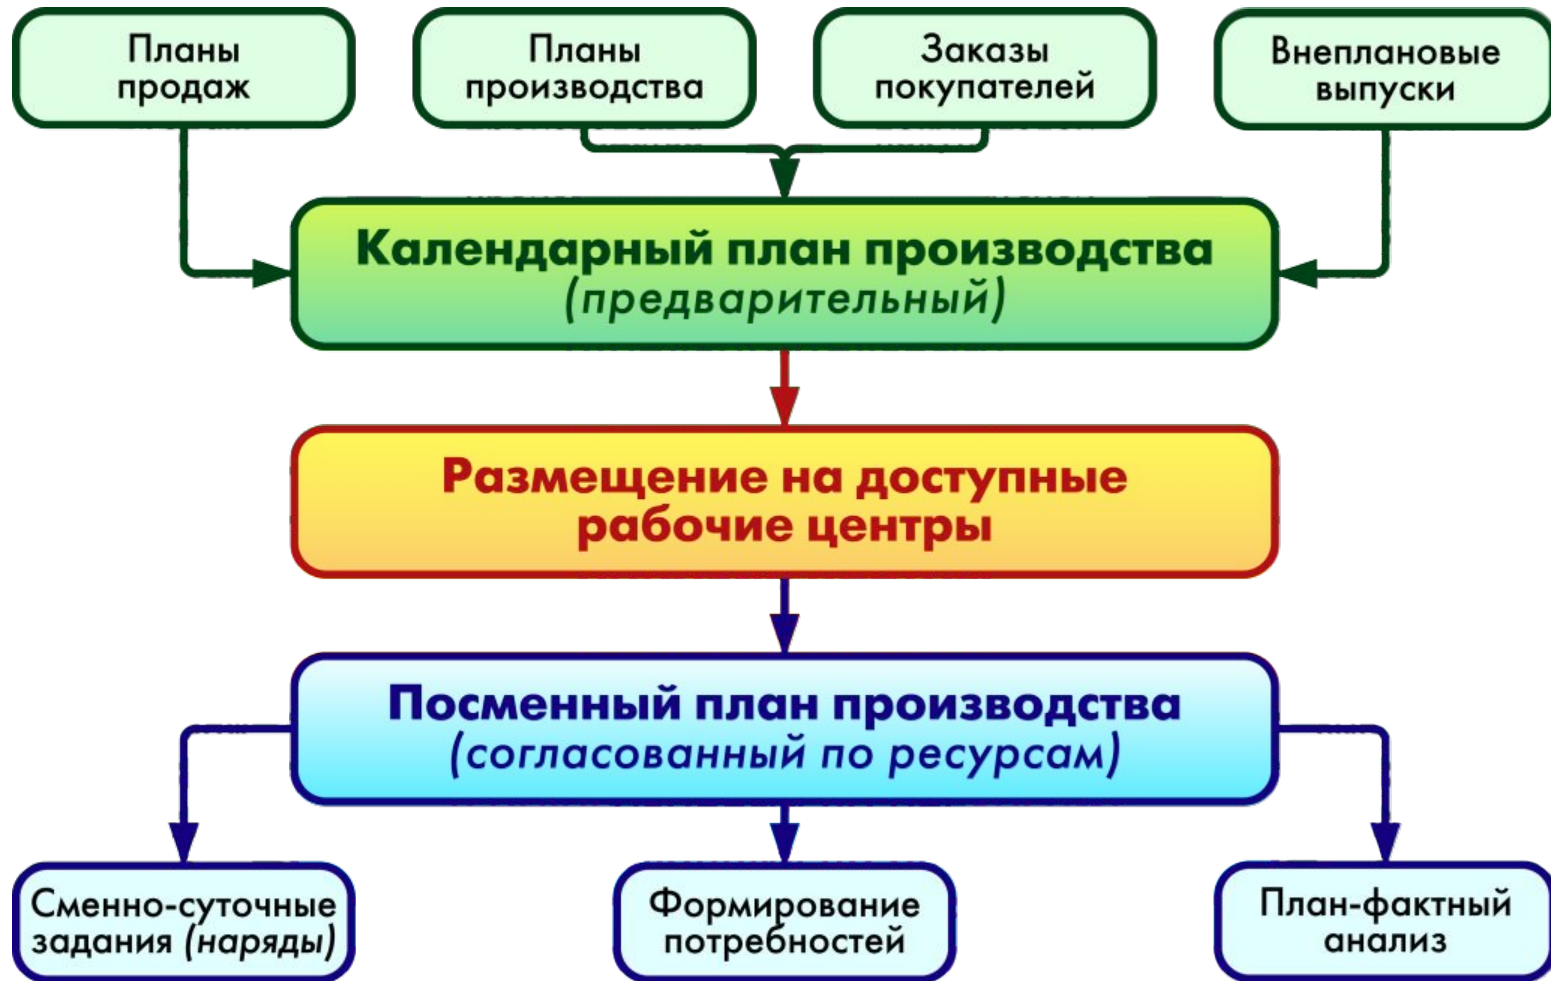 Планы
продаж
Планы
производства
Заказы
покупателей
Внеплановые
выпуски
Календарный план производства
(предварительный)
Размещение на доступные
рабочие центры
Посменный план производства
(согласованный по ресурсам)
Сменно-суточные
задания (наряды)
Формирование
потребностей
План-фактный
анализ